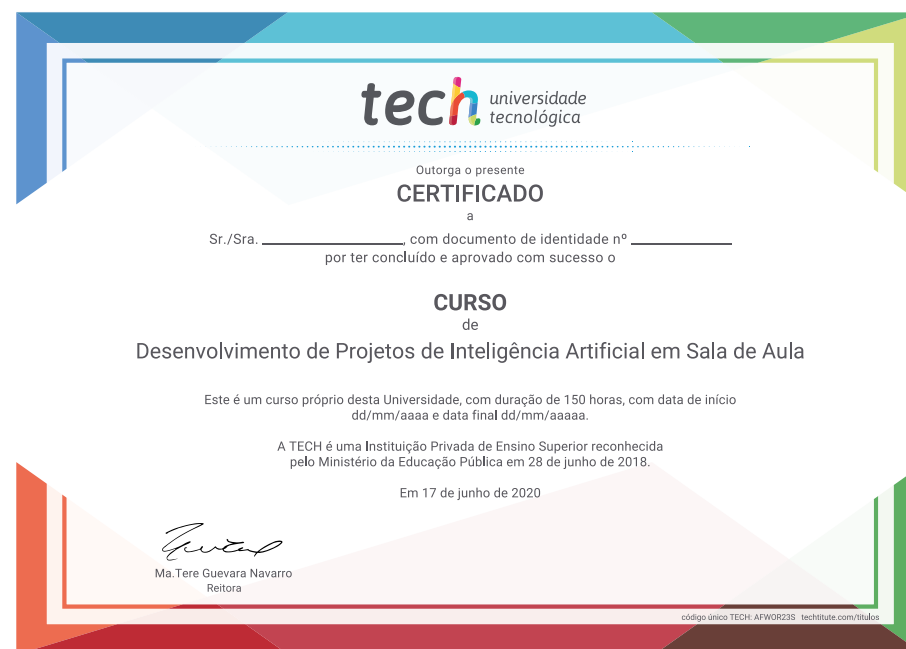 tech universidade
tecnológica
Outorga o presente
CERTIFICADO
a
Sr./Sra. ____________, com documento de identidade nº ____________
por ter concluído e aprovado com sucesso o
CURSO
de
Desenvolvimento de Projetos de Inteligência Artificial em Sala de Aula
Este é um curso próprio desta Universidade, com duração de 150 horas, com data de início
dd/mm/aaaa e data final dd/mm/aaaaa.
A TECH é uma Instituição Privada de Ensino Superior reconhecida
pelo Ministério da Educação Pública em 28 de junho de 2018.
Em 17 de junho de 2020
Ma.Tere Guevara Navarro
Reitora
código único TECH: AFWOR23S techtitute.com/titulos